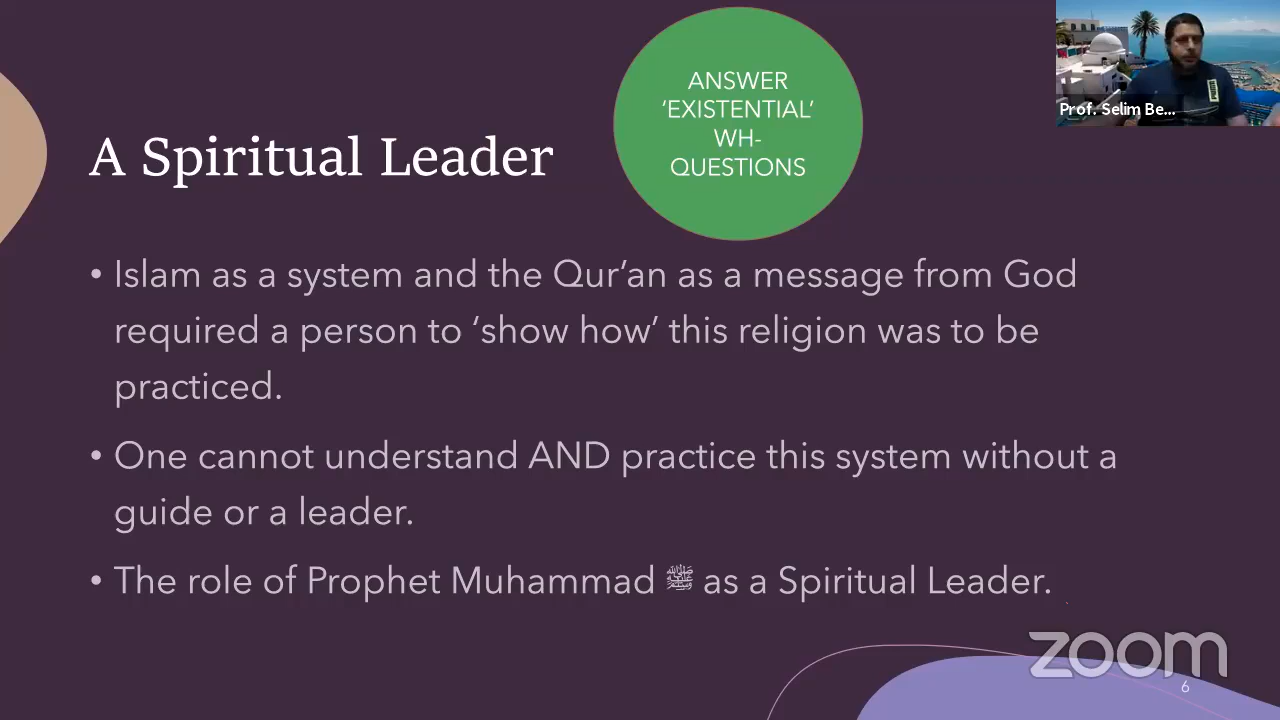 ANSWER
‘EXISTENTIAL’
WH-
QUESTIONS
Prof. Selim Be...
A Spiritual Leader
• Islam as a system and the Qur’an as a message from God
required a person to ‘show how’ this religion was to be
practiced.
• One cannot understand AND practice this system without a
guide or a leader.
• The role of Prophet Muhammad ﷺ as a Spiritual Leader.
zoom
6